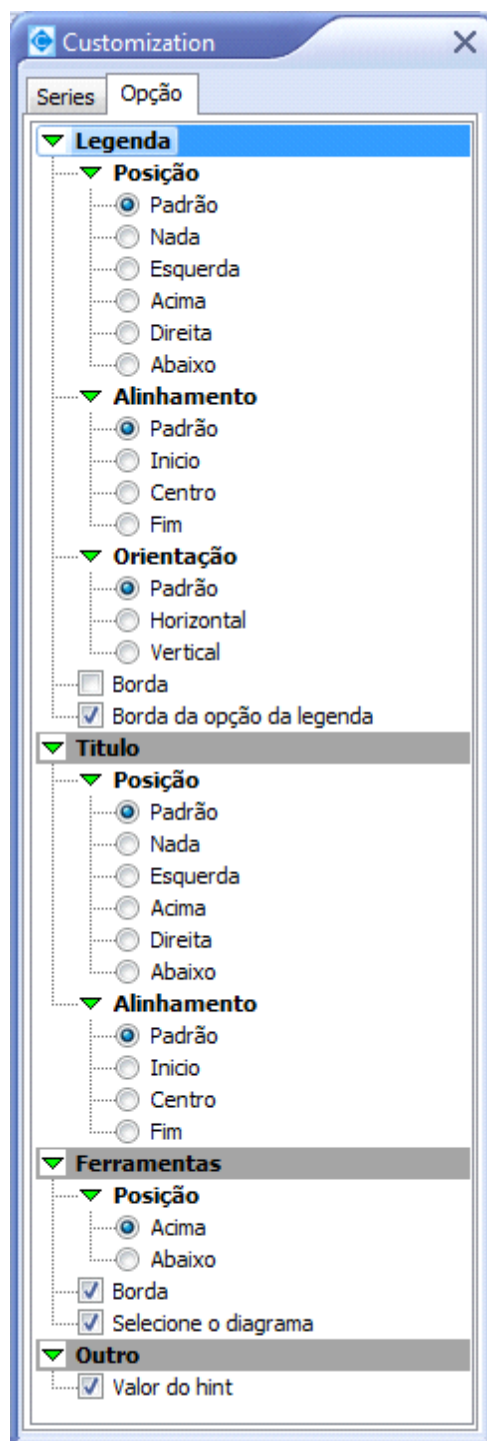 Customization
Series Opção
Legenda
Posição
Padrão
Nada
Esquerda
Acima
Direita
Abaixo
Alinhamento
Padrão
Inicio
Centro
Fim
Orientação
Padrão
Horizontal
Vertical
Borda
Borda da opção da legenda
Titulo
Posição
Padrão
Nada
Esquerda
Acima
Direita
Abaixo
Alinhamento
Padrão
Inicio
Centro
Fim
Ferramentas
Posição
Acima
Abaixo
Borda
Selecione o diagrama
Outro
Valor do hint